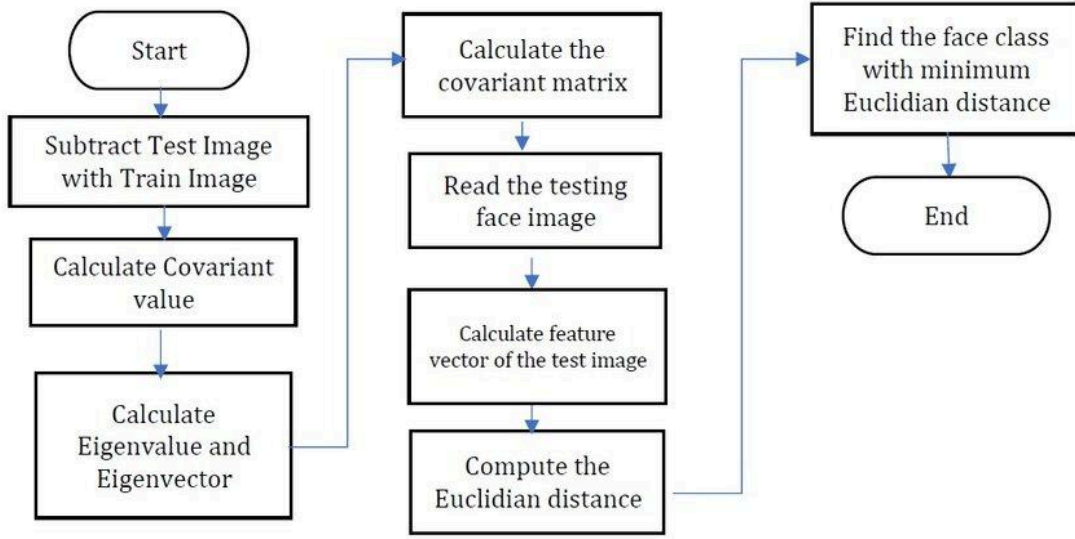 Start
Subtract Test Image
with Train Image
Calculate Covariant
value
Calculate
Eigenvalue and
Eigenvector
Calculate the
covariant matrix
Read the testing
face image
Calculate feature
vector of the test image
Compute the
Euclidian distance
Find the face class
with minimum
Euclidian distance
End